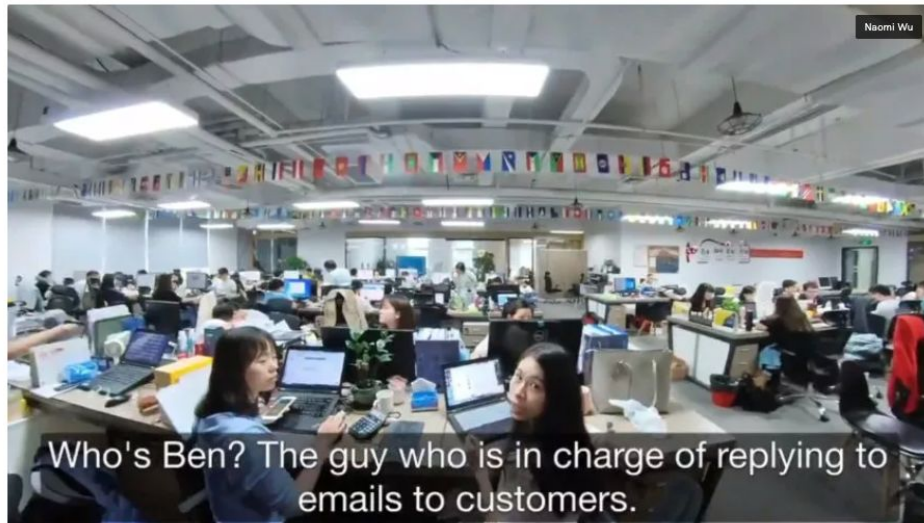 Naomi Wu
Who's Ben? The guy who is in charge of replying to
emails to customers.